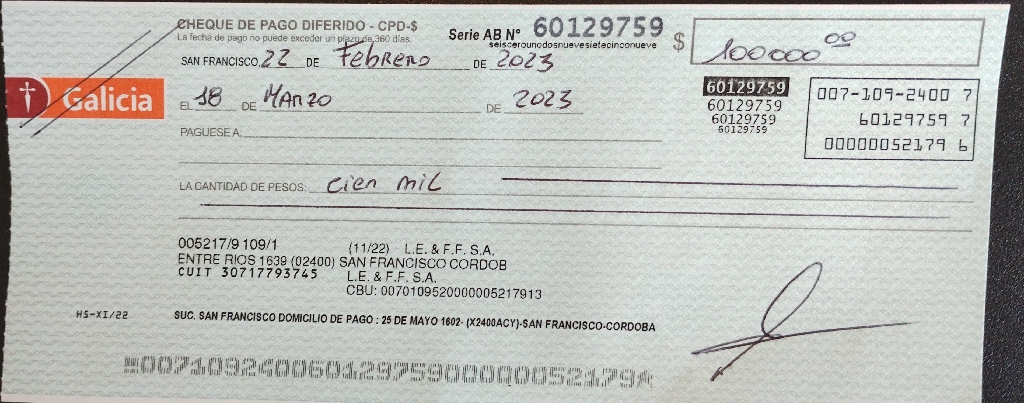 CHEQUE DE PAGO DIFERIDO - CPD-$
La fecha de pago no puede exceder un plazo de 360 días.
Serie AB Nº 60129759
seiscerounodosnuevesietecinconueve
$ 100000 00
SAN FRANCISCO, 22 DE Febrero DE 2023
Galicia
EL 18 DE MARZO DE 2023
60129759
60129759
60129759
60129759
007-109-2400 7
60129759 7
00000052179 6
PAGUESE A:
LA CANTIDAD DE PESOS: cien mil
005217/9 109/1 (11/22) L.E. & F.F. S.A.
ENTRE RIOS 1639 (02400) SAN FRANCISCO CORDOB
CUIT 30717793745 L.E. & F.F. S.A.
CBU: 0070109520000005217913
HS-XI/22
SUC. SAN FRANCISCO DOMICILIO DE PAGO : 25 DE MAYO 1602- (X2400ACY)-SAN FRANCISCO-CORDOBA
00710924006012975900000052179